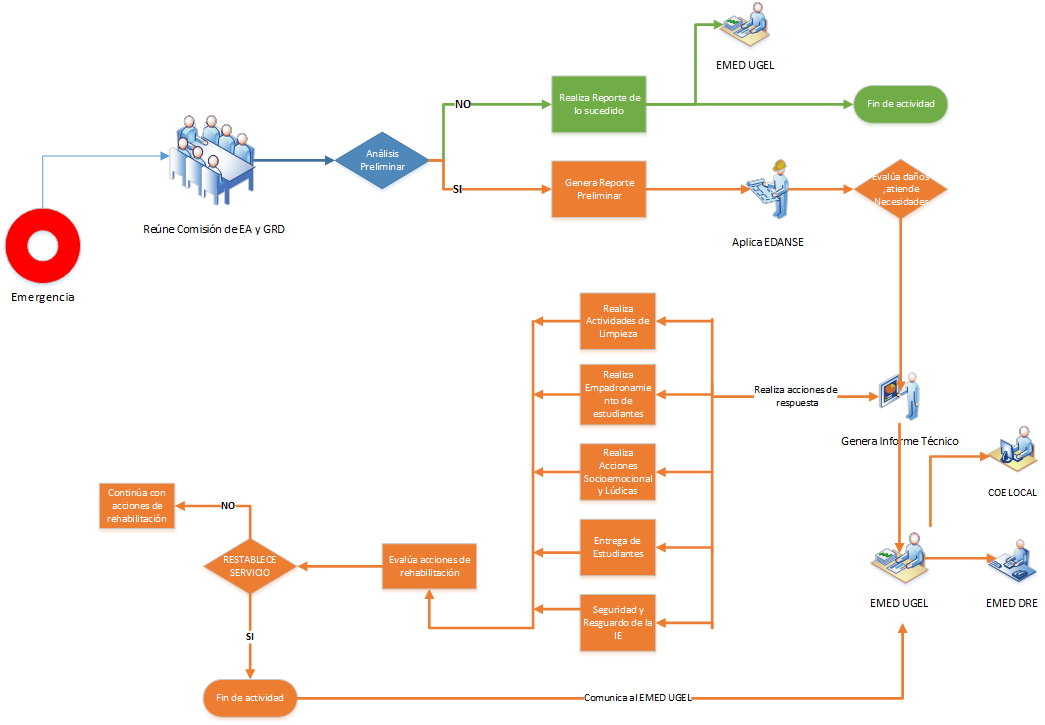 EMED UGEL
NO
Realiza Reporte de
lo sucedido
Fin de actividad
Análisis
Preliminar
Reúne Comisión de EA y GRD
SI
Genera Reporte
Preliminar
Aplica EDANSE
Evalúa daños
,atiende
Necesidades
Emergencia
Realiza
Actividades de
Limpieza
Realiza
Empadronamie
nto de
estudiantes
Realiza acciones de
respuesta
Genera Informe Técnico
Realiza
Acciones
Socioemocional
y Lúdicas
COE LOCAL
Continúa con
acciones de
rehabilitación
NO
Entrega de
Estudiantes
RESTABLECE
SERVICIO
Evalúa acciones de
rehabilitación
EMED UGEL
EMED DRE
Seguridad y
Resguardo de la
IE
SI
Fin de actividad
Comunica al EMED UGEL